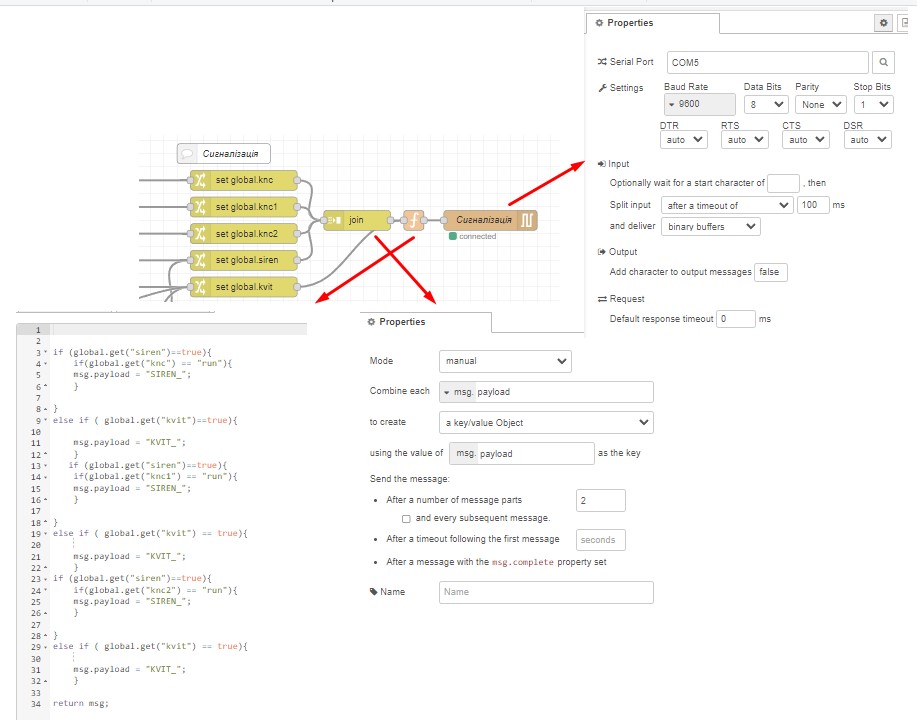 Properties
Serial Port COM5
Settings Baud Rate Data Bits Parity Stop Bits
9600 8 None 1
DTR RTS CTS DSR
auto auto auto auto
Input
Optionally wait for a start character of , then
Split input after a timeout of 100 ms
and deliver binary buffers
Output
Add character to output messages false
Request
Default response timeout 0 ms
Сигналізація
set global.knc
set global.knc1
set global.knc2
set global.siren
set global.kvit
join
f
Сигналізація
connected
1
2
3 if (global.get("siren")==true){
4 if(global.get("knc") == "run"){
5 msg.payload = "SIREN_";
6 }
7
8 }
9 else if ( global.get("kvit")==true){
10
11 msg.payload = "KVIT_";
12 }
13 if (global.get("siren")==true){
14 if(global.get("knc1") == "run"){
15 msg.payload = "SIREN_";
16 }
17
18 }
19 else if ( global.get("kvit") == true){
20
21 msg.payload = "KVIT_";
22 }
23 if (global.get("siren")==true){
24 if(global.get("knc2") == "run"){
25 msg.payload = "SIREN_";
26 }
27
28 }
29 else if ( global.get("kvit") == true){
30
31 msg.payload = "KVIT_";
32 }
33
34 return msg;
Properties
Mode manual
Combine each msg. payload
to create a key/value Object
using the value of msg. payload as the key
Send the message:
• After a number of message parts 2
and every subsequent message.
• After a timeout following the first message seconds
• After a message with the msg.complete property set
Name Name